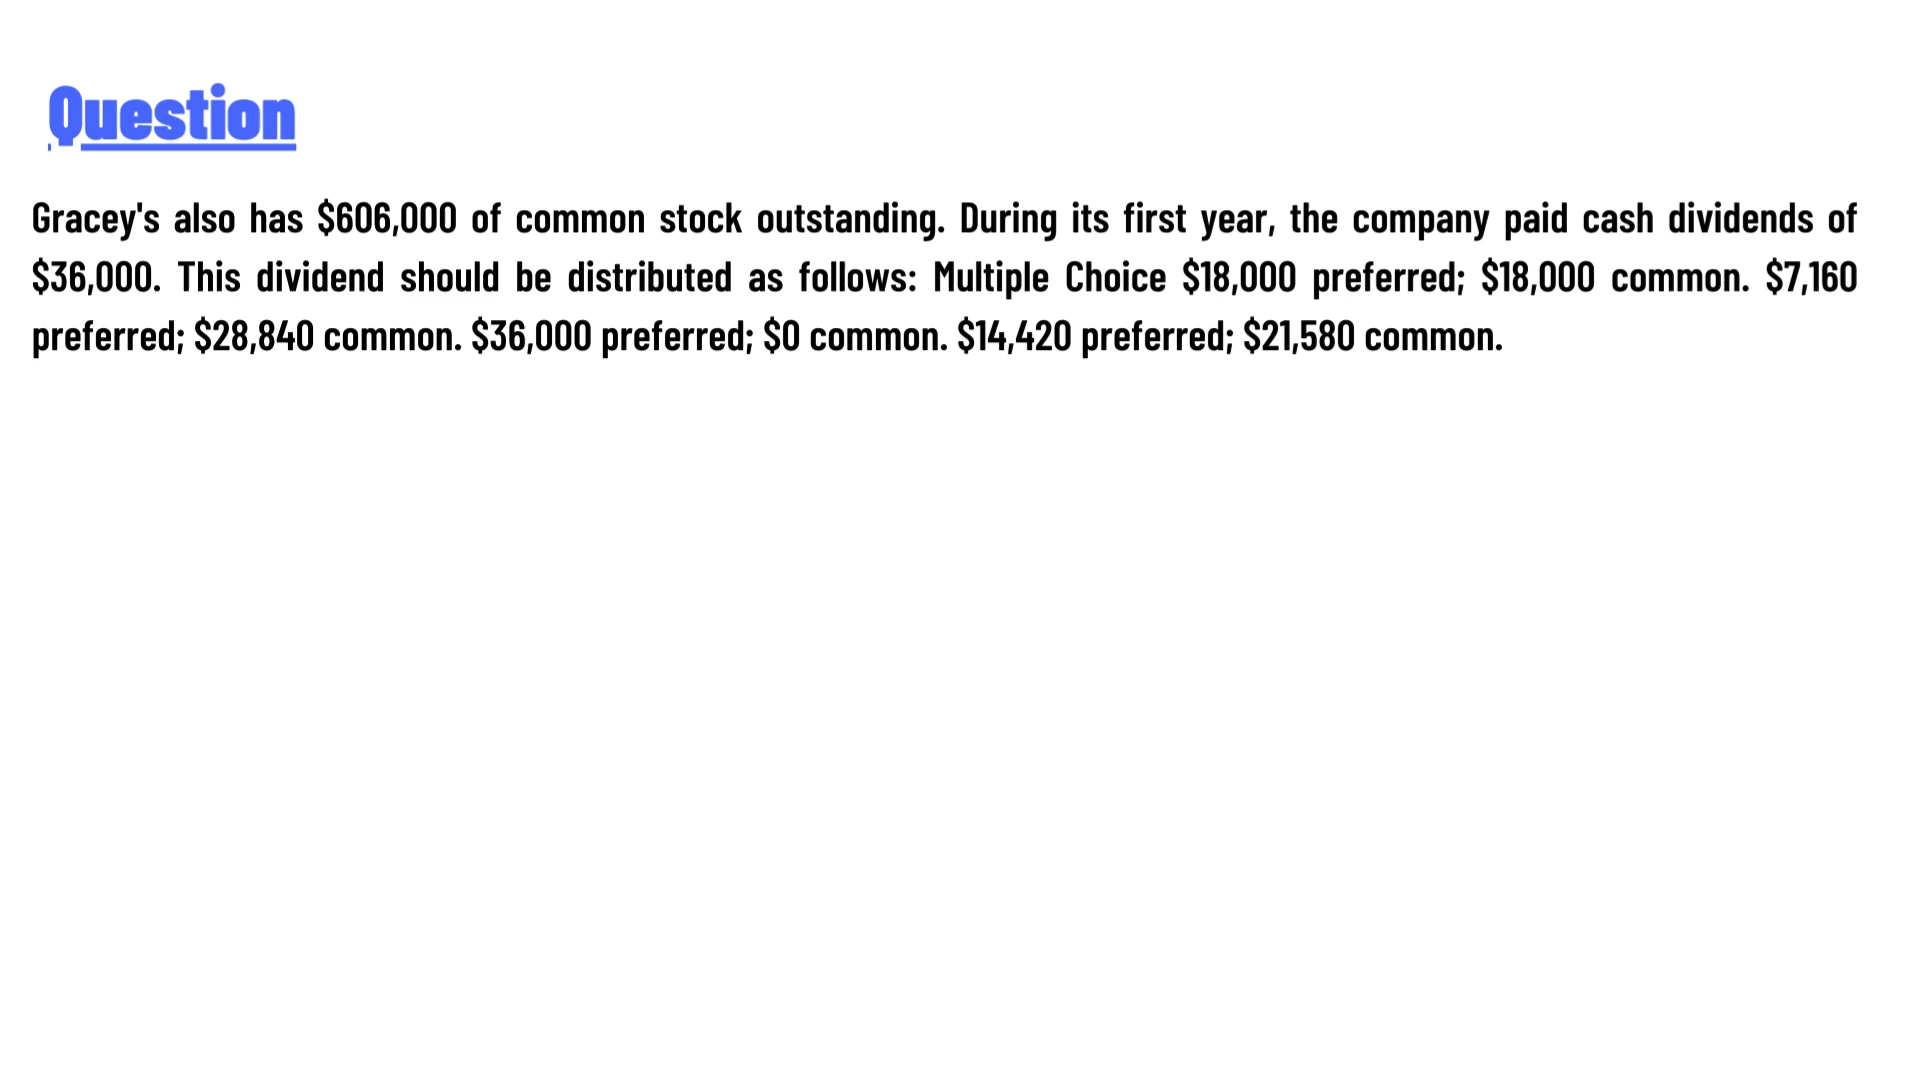 Question
Gracey's also has $606,000 of common stock outstanding. During its first year, the company paid cash dividends of
$36,000. This dividend should be distributed as follows: Multiple Choice $18,000 preferred; $18,000 common. $7,160
preferred; $28,840 common. $36,000 preferred; $0 common. $14,420 preferred; $21,580 common.